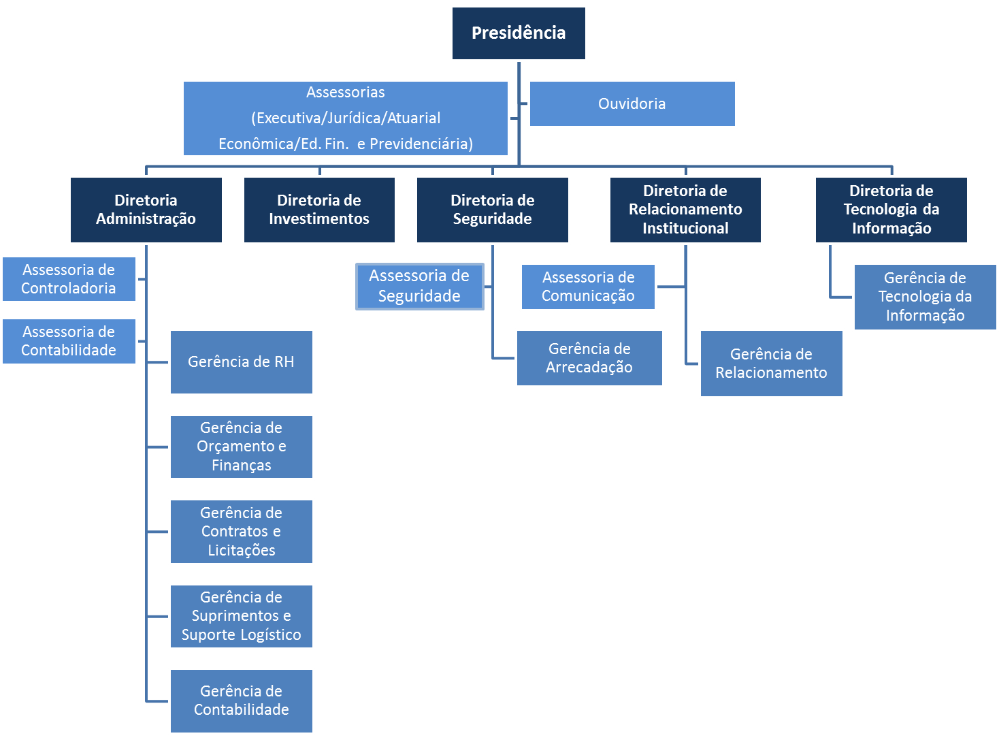 Presidência
Assessorias
(Executiva/Jurídica/Atuarial
Econômica/Ed. Fin.  e Previdenciária)
Ouvidoria
Diretoria
Administração
Diretoria de
Investimentos
Diretoria de
Seguridade
Diretoria de
Relacionamento
Institucional
Diretoria de
Tecnologia da
Informação
Assessoria de
Controladoria
Assessoria de
Contabilidade
Gerência de RH
Gerência de
Orçamento e
Finanças
Gerência de
Contratos e
Licitações
Gerência de
Suprimentos e
Suporte Logístico
Gerência de
Contabilidade
Assessoria de
Seguridade
Gerência de
Arrecadação
Assessoria de
Comunicação
Gerência de
Relacionamento
Gerência de
Tecnologia da
Informação